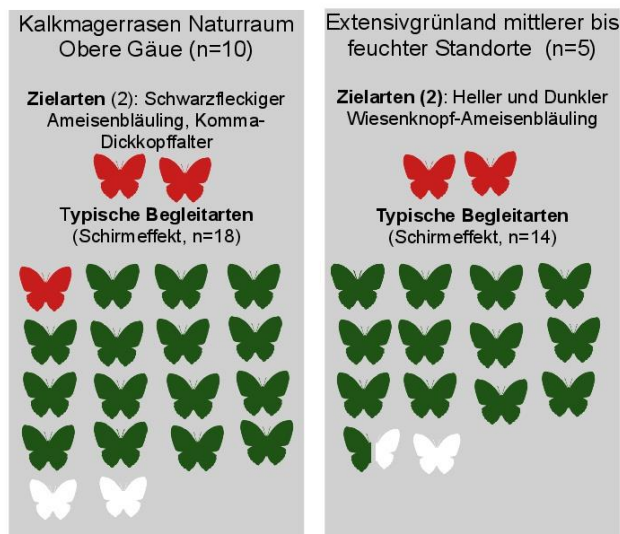 Kalkmagerrasen Naturraum
Obere Gäue (n=10)
Zielarten (2): Schwarzfleckiger
Ameisenbläuling, Komma-
Dickkopffalter
Typische Begleitarten
(Schirmeffekt, n=18)
Extensivgrünland mittlerer bis
feuchter Standorte (n=5)
Zielarten (2): Heller und Dunkler
Wiesenknopf-Ameisenbläuling
Typische Begleitarten
(Schirmeffekt, n=14)